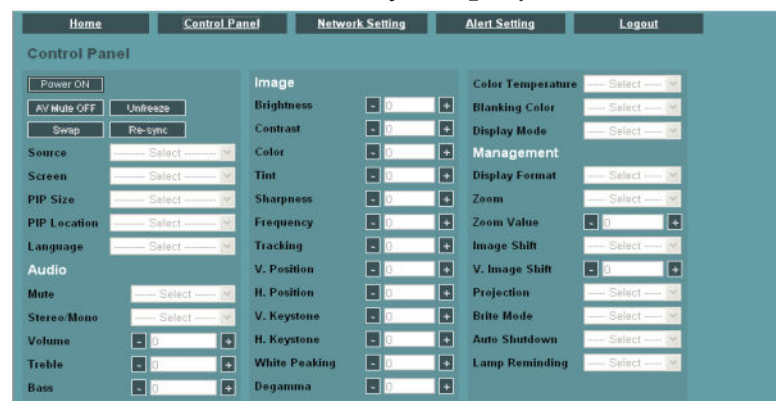 Home Control Panel Network Setting Alert Setting Logout
Control Panel
Power ON
AV Mute OFF Unfreeze
Swap Re-sync
Source --------- Select ---------
Screen --------- Select ---------
PIP Size --------- Select ---------
PIP Location --------- Select ---------
Language --------- Select ---------
Audio
Mute ------ Select ------
Stereo/Mono ------ Select ------
Volume - 0 +
Treble - 0 +
Bass - 0 +
Image
Brightness - 0 +
Contrast - 0 +
Color - 0 +
Tint - 0 +
Sharpness - 0 +
Frequency - 0 +
Tracking - 0 +
V. Position - 0 +
H. Position - 0 +
V. Keystone - 0 +
H. Keystone - 0 +
White Peaking - 0 +
Degamma - 0 +
Color Temperature ----- Select -----
Blanking Color ----- Select -----
Display Mode ----- Select -----
Management
Display Format ----- Select -----
Zoom ----- Select -----
Zoom Value - 0 +
Image Shift ----- Select -----
V. Image Shift - 0 +
Projection ----- Select -----
Brite Mode ----- Select -----
Auto Shutdown ----- Select -----
Lamp Reminding ----- Select -----